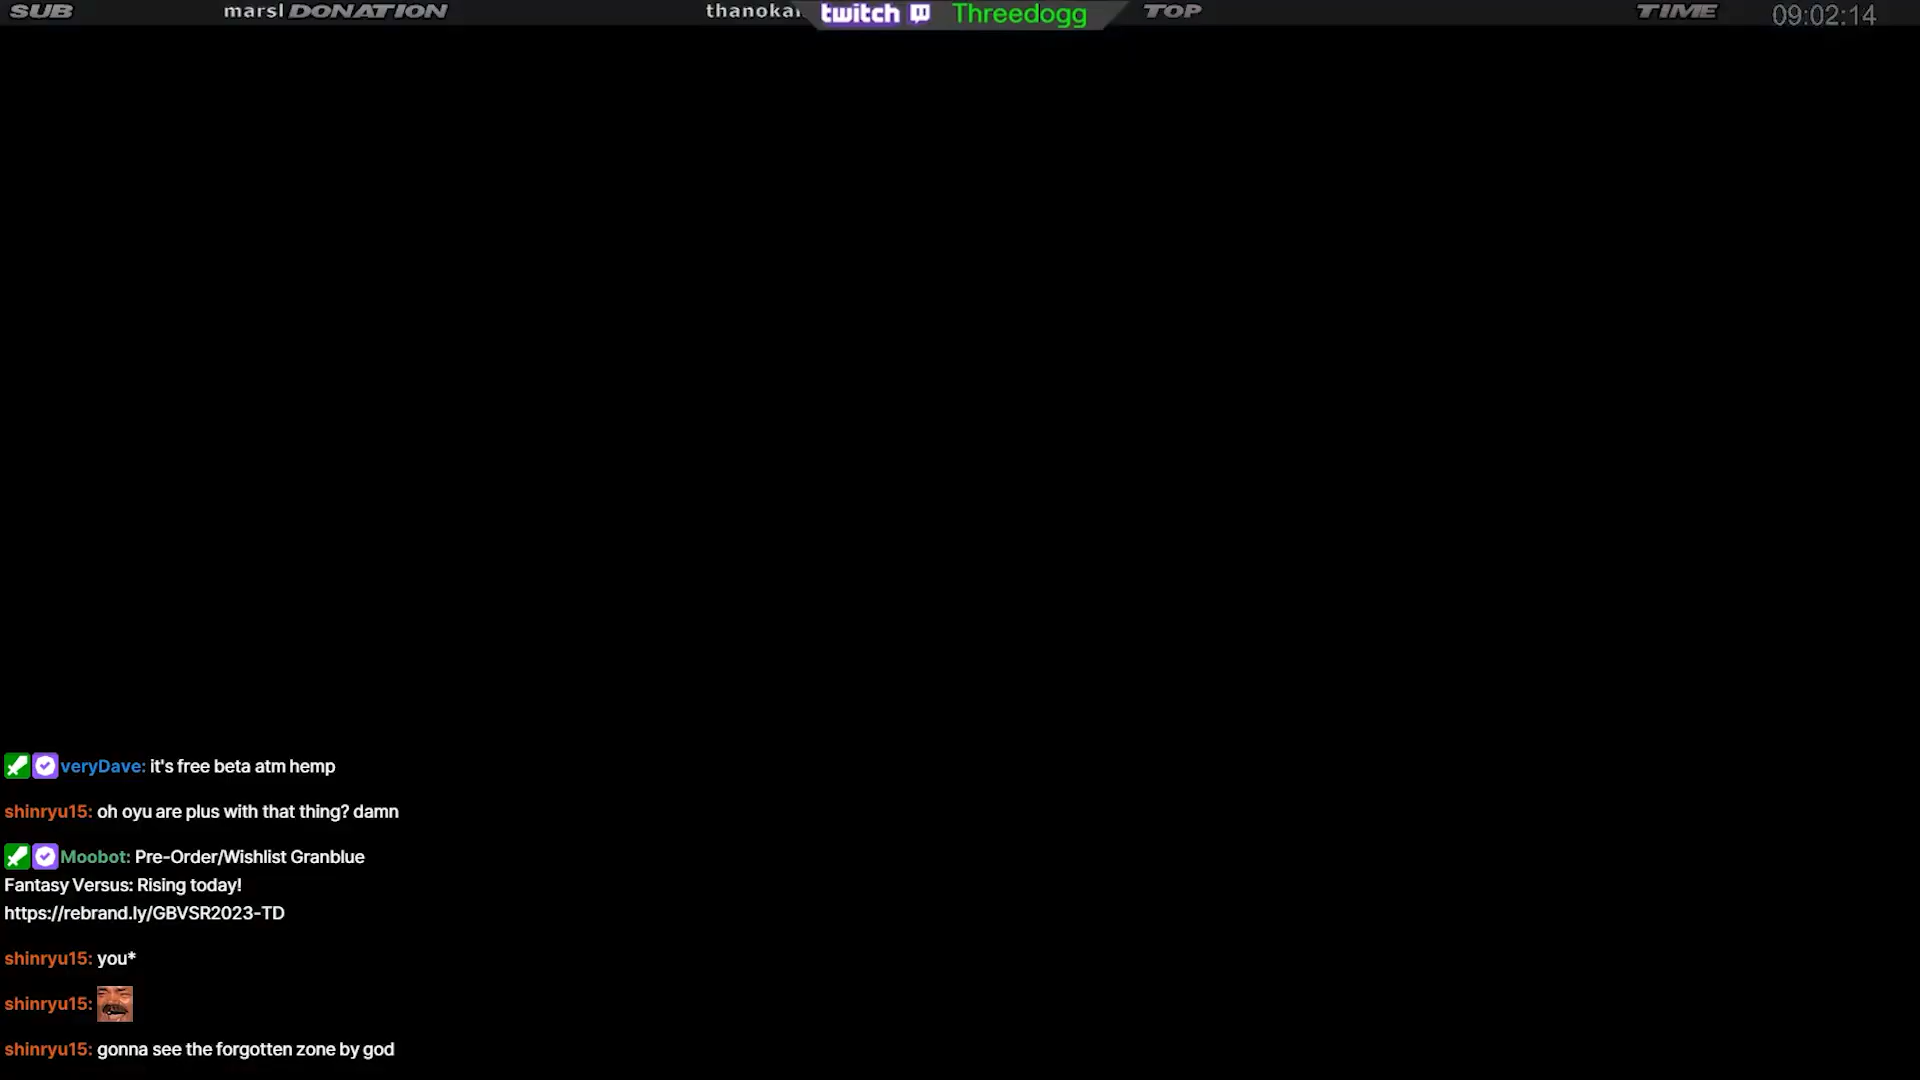 SUB marsl DONATION thanoka twitch Threedogg TOP TIME 09:02:14
veryDave: it's free beta atm hemp
shinryu15: oh oyu are plus with that thing? damn
Moobot: Pre-Order/Wishlist Granblue
Fantasy Versus: Rising today!
https://rebrand.ly/GBVSR2023-TD
shinryu15: you*
shinryu15:
shinryu15: gonna see the forgotten zone by god